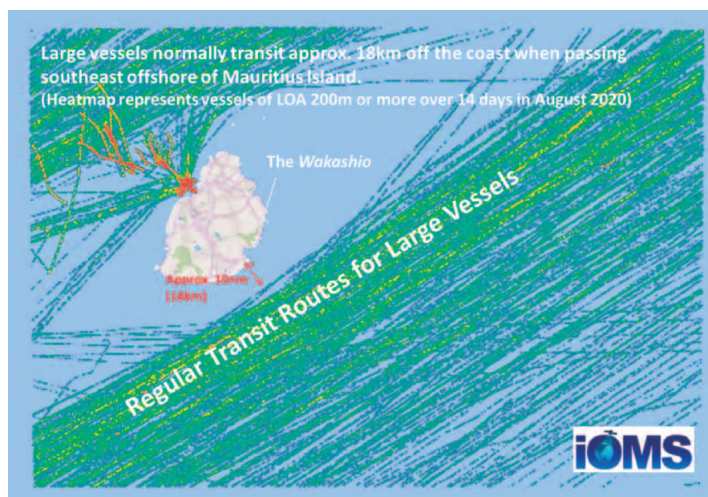 Large vessels normally transit approx. 18km off the coast when passing
southeast offshore of Mauritius Island.
(Heatmap represents vessels of LOA 200m or more over 14 days in August 2020)
The Wakashio
Approx. 10nm
(18km)
Regular Transit Routes for Large Vessels
iOMS